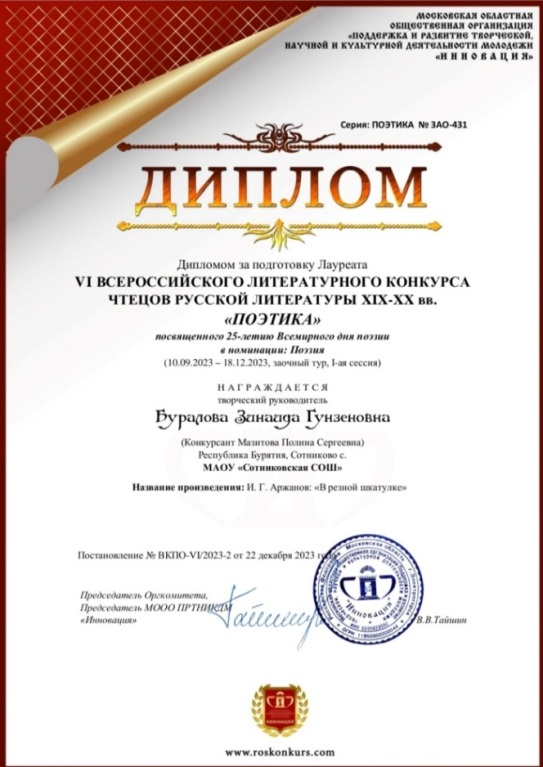 МОСКОВСКАЯ ОБЛАСТНАЯ
ОБЩЕСТВЕННАЯ ОРГАНИЗАЦИЯ
«ПОДДЕРЖКА И РАЗВИТИЕ ТВОРЧЕСКОЙ,
НАУЧНОЙ И КУЛЬТУРНОЙ ДЕЯТЕЛЬНОСТИ МОЛОДЕЖИ
«ИННОВАЦИЯ»
Серия: ПОЭТИКА № ЗАО-431
ДИПЛОМ
Дипломом за подготовку Лауреата
VI ВСЕРОССИЙСКОГО ЛИТЕРАТУРНОГО КОНКУРСА
ЧТЕЦОВ РУССКОЙ ЛИТЕРАТУРЫ XIX-XX вв.
«ПОЭТИКА»
посвященного 25-летию Всемирного дня поэзии
в номинации: Поэзия
(10.09.2023 – 18.12.2023, заочный тур, I-ая сессия)
НАГРАЖДАЕТСЯ
творческий руководитель
Буралова Зинаида Гунзеновна
(Конкурсант Мазитова Полина Сергеевна)
Республика Бурятия, Сотниково с.
МАОУ «Сотниковская СОШ»
Название произведения: И. Г. Аржанов: «В резной шкатулке»
Постановление № ВКПО-VI/2023-2 от 22 декабря 2023 года
Председатель Оргкомитета,
Председатель МООО ПРТНИКДМ
«Инновация»
В.В.Тайшин
"Инновация"
ИННОВАЦИЯ
www.roskonkurs.com